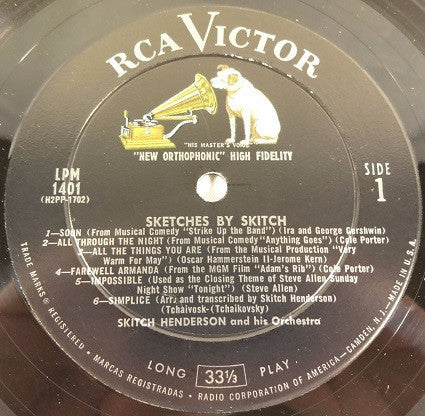 RCA VICTOR
"HIS MASTER'S VOICE"
"NEW ORTHOPHONIC" HIGH FIDELITY
LPM
1401
(H2PP-1702)
SIDE
1
SKETCHES BY SKITCH
1—SOON (From Musical Comedy "Strike Up the Band") (Ira and George Gershwin)
2—ALL THROUGH THE NIGHT (From Musical Comedy "Anything Goes") (Cole Porter)
3—ALL THE THINGS YOU ARE (From the Musical Production "Very
Warm For May") (Oscar Hammerstein II-Jerome Kern)
4—FAREWELL ARMANDA (From the MGM Film "Adam's Rib") (Cole Porter)
5—IMPOSSIBLE (Used as the Closing Theme of Steve Allen Sunday
Night Show "Tonight") (Steve Allen)
6—SIMPLICE (Arr. and transcribed by Skitch Henderson)
(Tchaivosk-(Tchaikovsky)
SKITCH HENDERSON and his Orchestra
LONG 33⅓ PLAY
TRADE MARKS ® REGISTERED • MARCAS REGISTRADAS • RADIO CORPORATION OF AMERICA—CAMDEN, N.J. • MADE IN U.S.A.